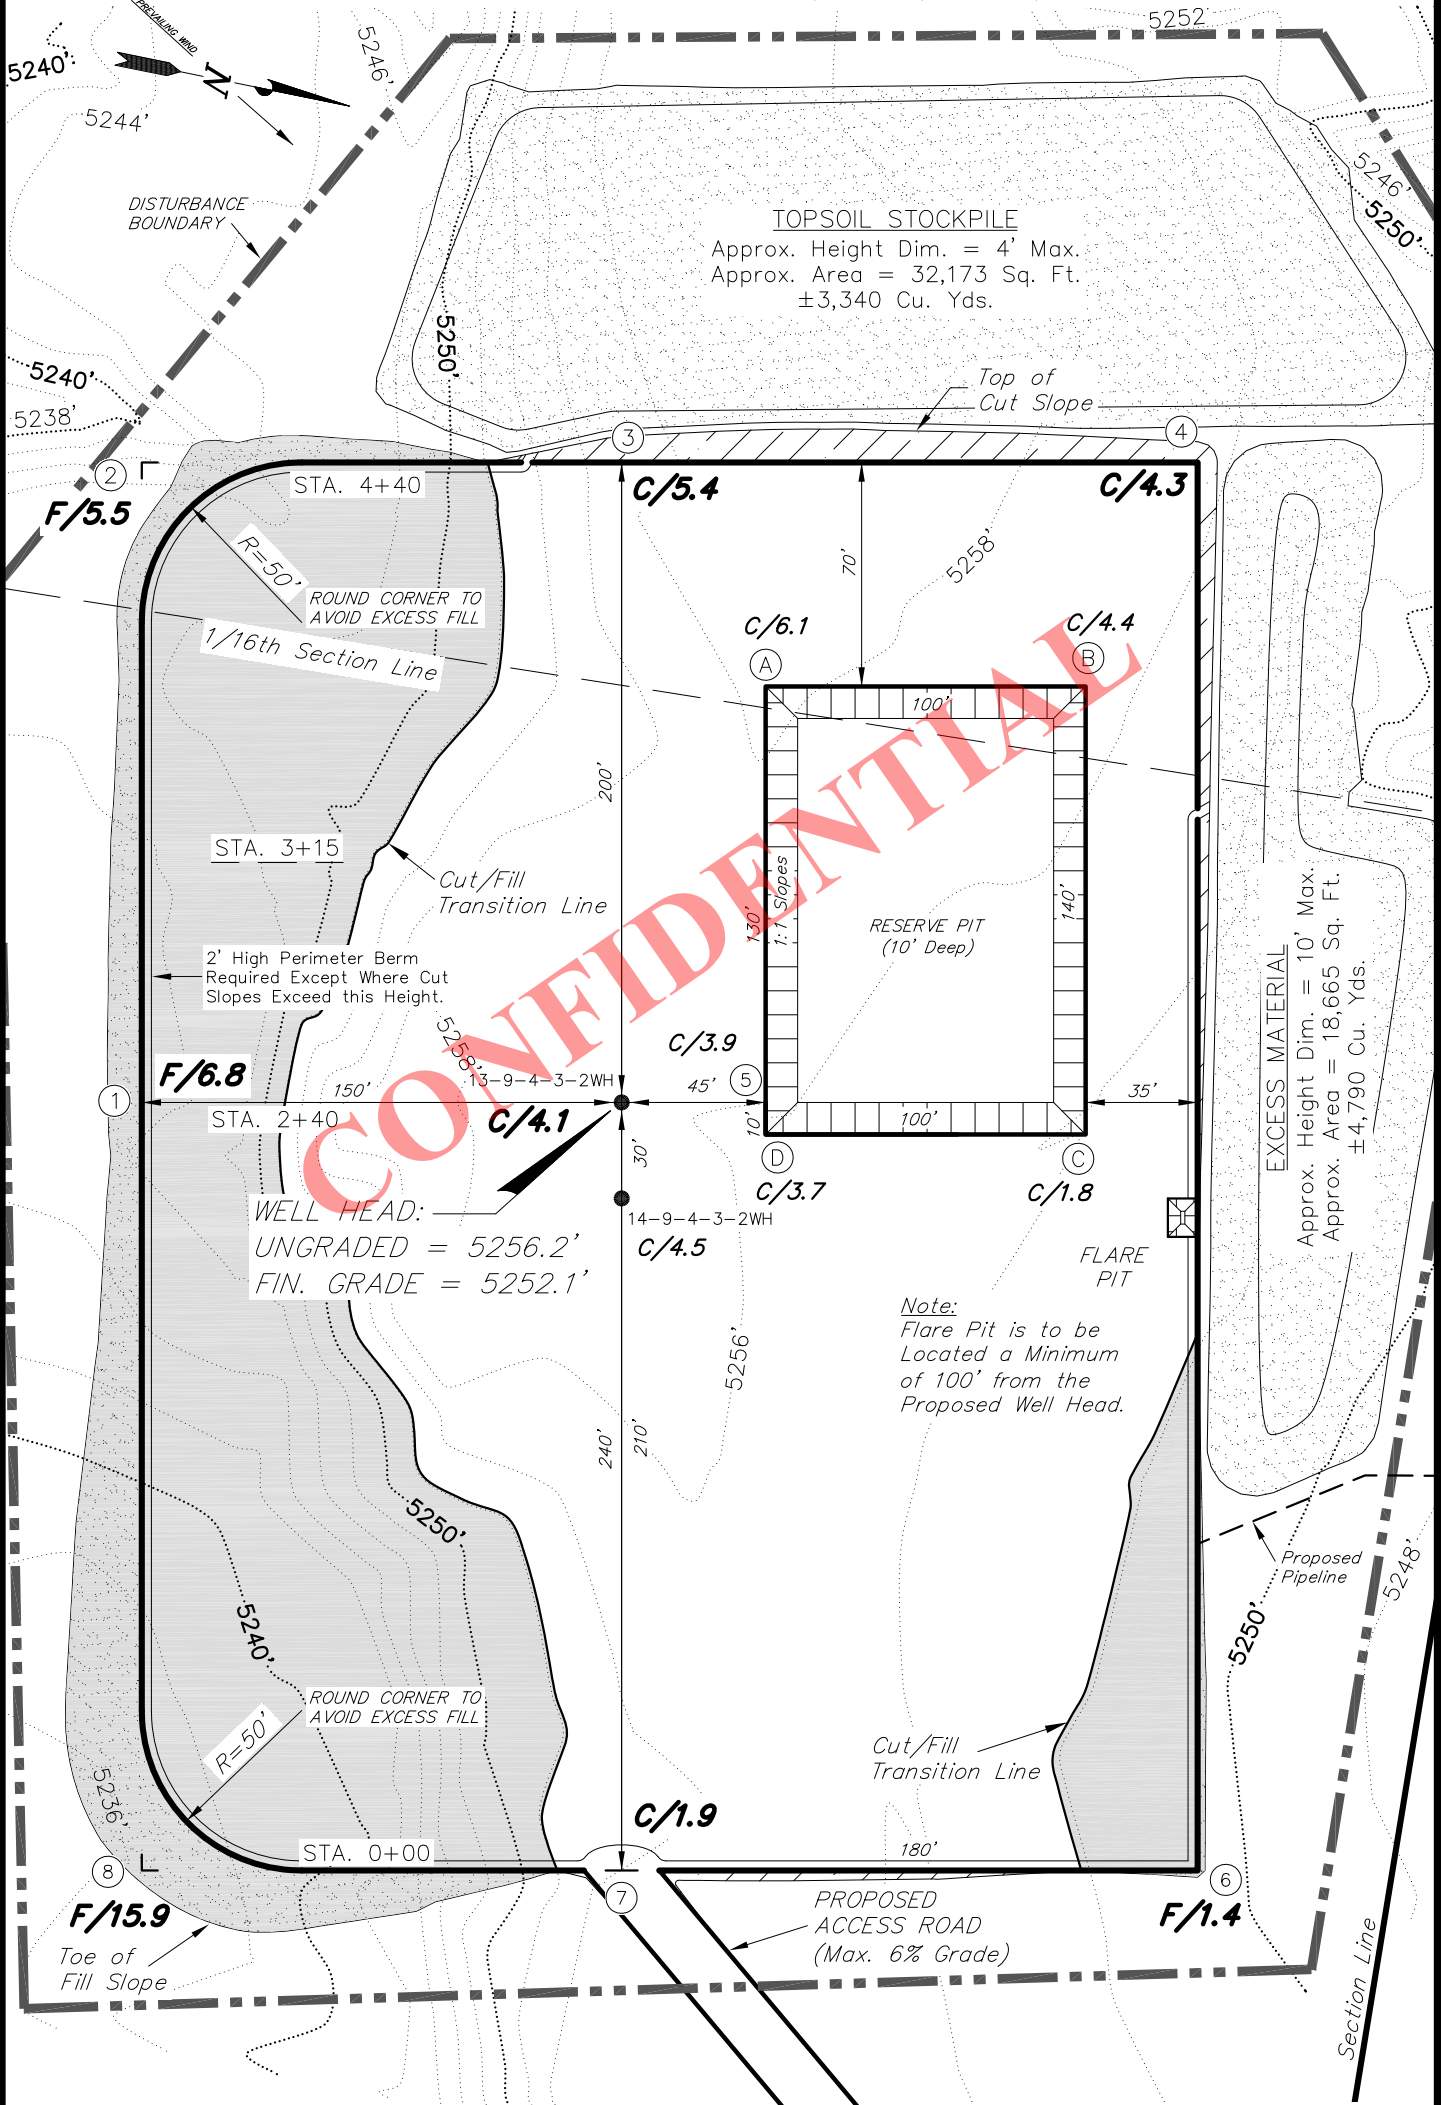 PREVAILING WIND
N
5240'
5244'
5246'
5252'
5246'
5250'
DISTURBANCE
BOUNDARY
TOPSOIL STOCKPILE
Approx. Height Dim. = 4' Max.
Approx. Area = 32,173 Sq. Ft.
±3,340 Cu. Yds.
5250'
5240'
5238'
Top of
Cut Slope
2
3
4
F/5.5
STA. 4+40
C/5.4
C/4.3
R=50'
ROUND CORNER TO
AVOID EXCESS FILL
70'
5258'
1/16th Section Line
C/6.1
C/4.4
A
B
100'
200'
STA. 3+15
Cut/Fill
Transition Line
130'
1:1 Slopes
140'
RESERVE PIT
(10' Deep)
2' High Perimeter Berm
Required Except Where Cut
Slopes Exceed this Height.
EXCESS MATERIAL
Approx. Height Dim. = 10' Max.
Approx. Area = 18,665 Sq. Ft.
±4,790 Cu. Yds.
CONFIDENTIAL
5258'
C/3.9
F/6.8
13-9-4-3-2WH
5
1
150'
45'
35'
STA. 2+40
C/4.1
10'
100'
30'
D
C
C/3.7
C/1.8
WELL HEAD:
UNGRADED = 5256.2'
FIN. GRADE = 5252.1'
14-9-4-3-2WH
C/4.5
FLARE
PIT
Note:
Flare Pit is to be
Located a Minimum
of 100' from the
Proposed Well Head.
5256'
240'
210'
5250'
Proposed
Pipeline
5248'
5240'
5250'
ROUND CORNER TO
AVOID EXCESS FILL
R=50'
Cut/Fill
Transition Line
5236'
C/1.9
STA. 0+00
180'
8
7
6
F/15.9
F/1.4
PROPOSED
ACCESS ROAD
(Max. 6% Grade)
Toe of
Fill Slope
Section Line